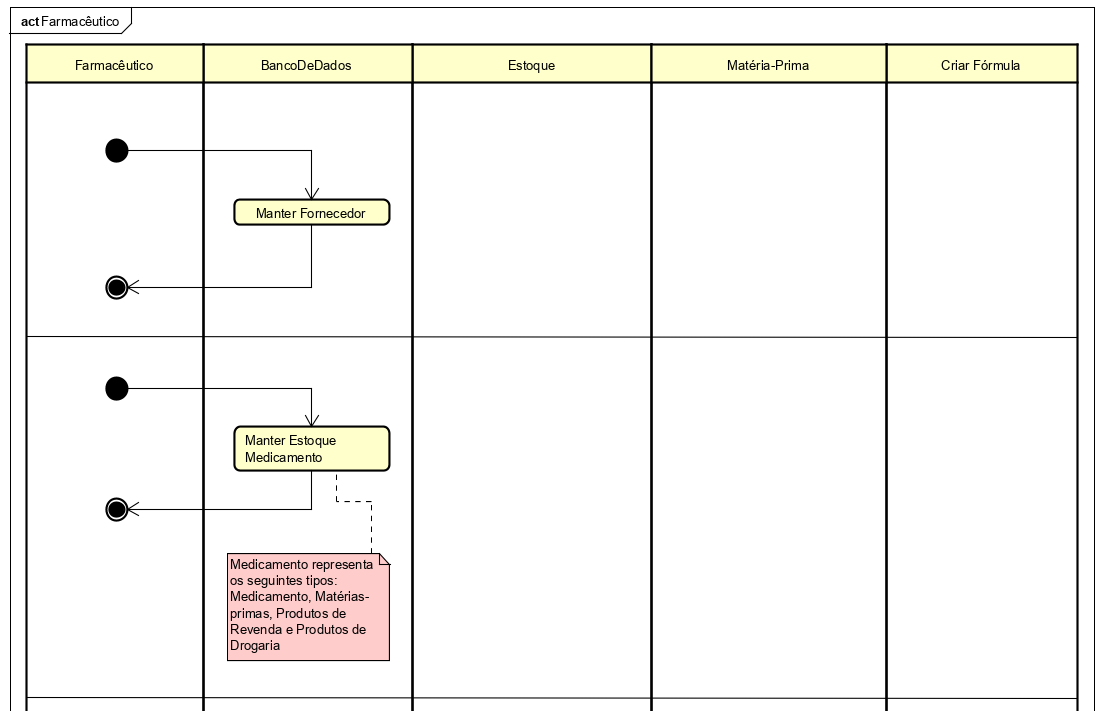 act Farmacêutico
Farmacêutico
BancoDeDados
Estoque
Matéria-Prima
Criar Fórmula
Manter Fornecedor
Manter Estoque
Medicamento
Medicamento representa
os seguintes tipos:
Medicamento, Matérias-
primas, Produtos de
Revenda e Produtos de
Drogaria